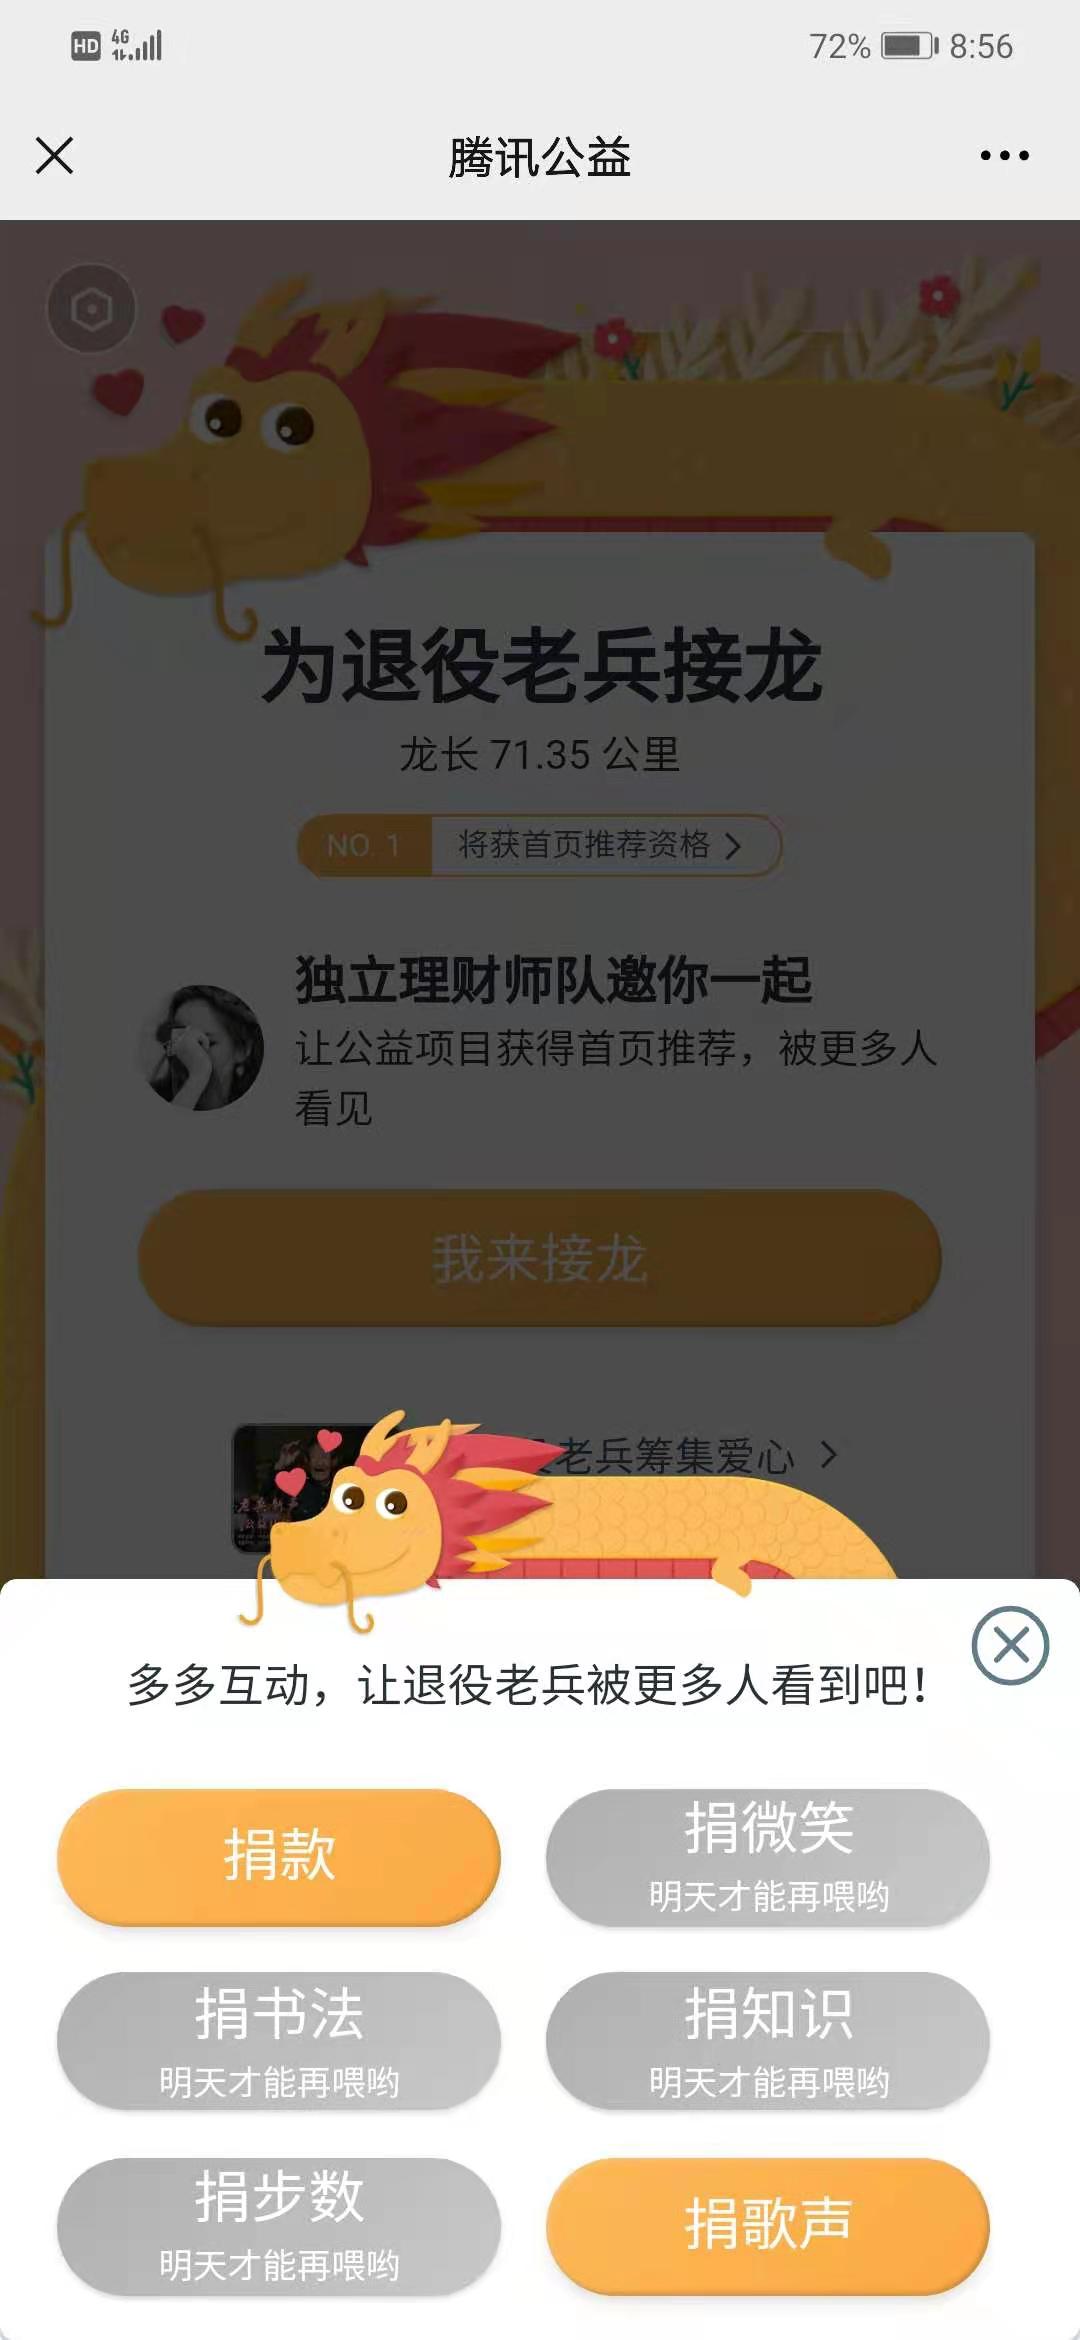 HD 4G 72% 8:56
腾讯公益
为退役老兵接龙
龙长 71.35 公里
NO. 1 将获首页推荐资格
独立理财师队邀你一起
让公益项目获得首页推荐，被更多人
看见
我来接龙
老兵筹集爱心
多多互动，让退役老兵被更多人看到吧！
捐款
捐微笑
明天才能再喂哟
捐书法
明天才能再喂哟
捐知识
明天才能再喂哟
捐步数
明天才能再喂哟
捐歌声